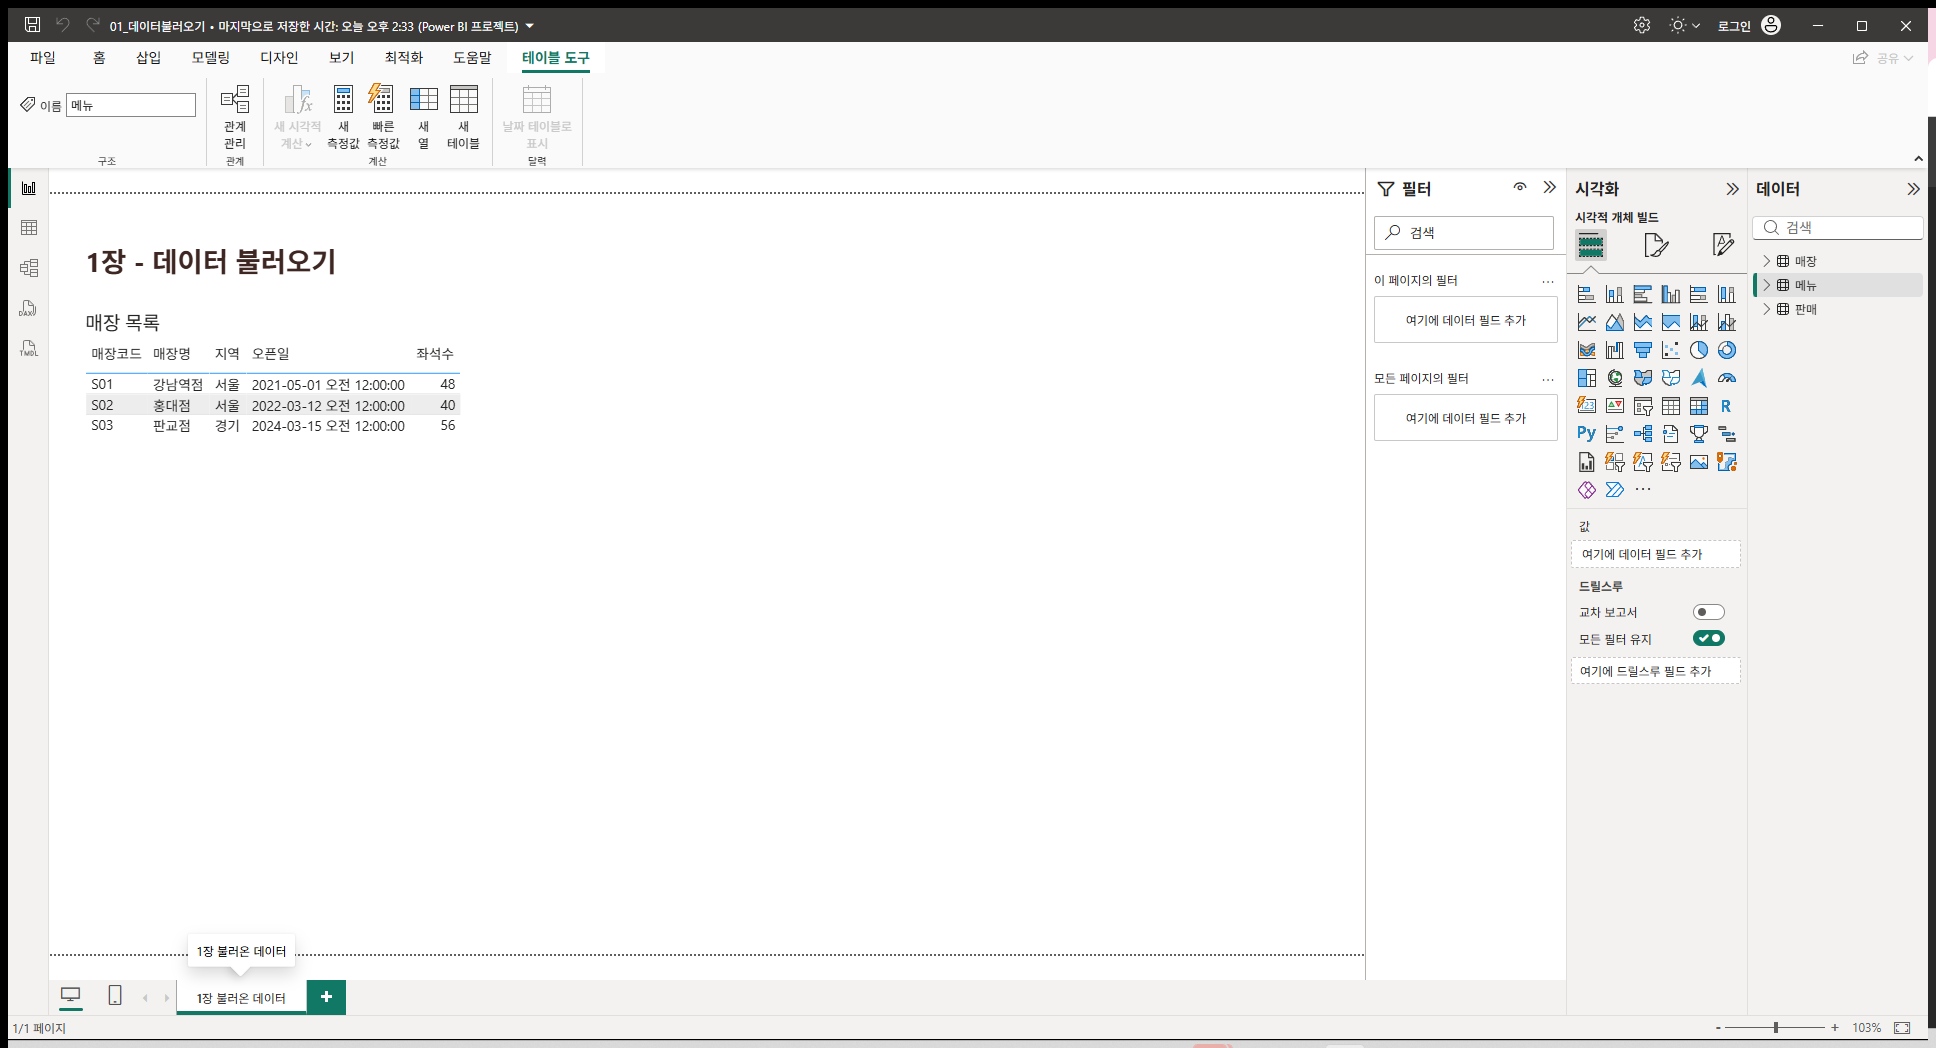 01_데이터불러오기 • 마지막으로 저장한 시간: 오늘 오후 2:33 (Power BI 프로젝트)
로그인
파일 홈 삽입 모델링 디자인 보기 최적화 도움말 테이블 도구
공유
이름 메뉴
구조
관계 관리
관계
새 시각적 계산
새 측정값
빠른 측정값
새 열
새 테이블
계산
날짜 테이블로 표시
달력
DAX
TMDL
1장 - 데이터 불러오기
매장 목록
매장코드 매장명 지역 오픈일 좌석수
S01 강남역점 서울 2021-05-01 오전 12:00:00 48
S02 홍대점 서울 2022-03-12 오전 12:00:00 40
S03 판교점 경기 2024-03-15 오전 12:00:00 56
필터
검색
이 페이지의 필터 ...
여기에 데이터 필드 추가
모든 페이지의 필터 ...
여기에 데이터 필드 추가
시각화
시각적 개체 빌드
123
R
Py
...
값
여기에 데이터 필드 추가
드릴스루
교차 보고서
모든 필터 유지
여기에 드릴스루 필드 추가
데이터
검색
매장
메뉴
판매
1장 불러온 데이터
1장 불러온 데이터
+
1/1 페이지
- + 103%